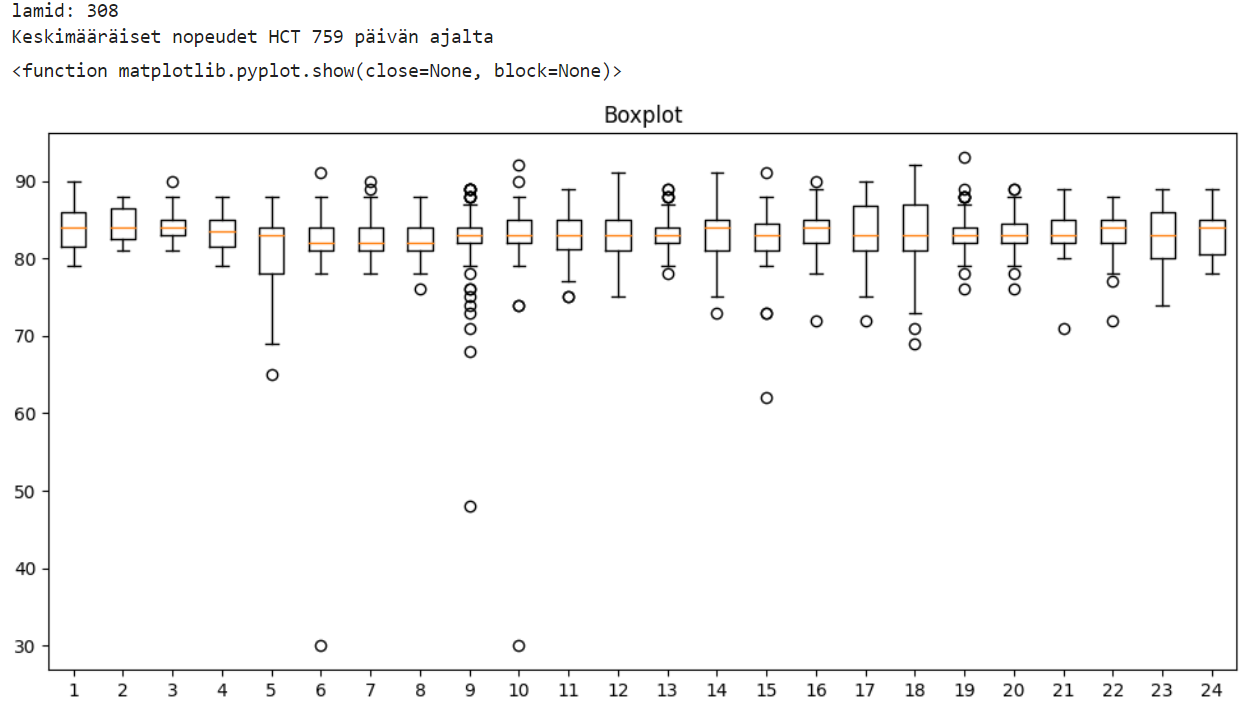 lamid: 308
Keskimääräiset nopeudet HCT 759 päivän ajalta
<function matplotlib.pyplot.show(close=None, block=None)>
Boxplot
90
80
70
60
50
40
30
1 2 3 4 5 6 7 8 9 10 11 12 13 14 15 16 17 18 19 20 21 22 23 24